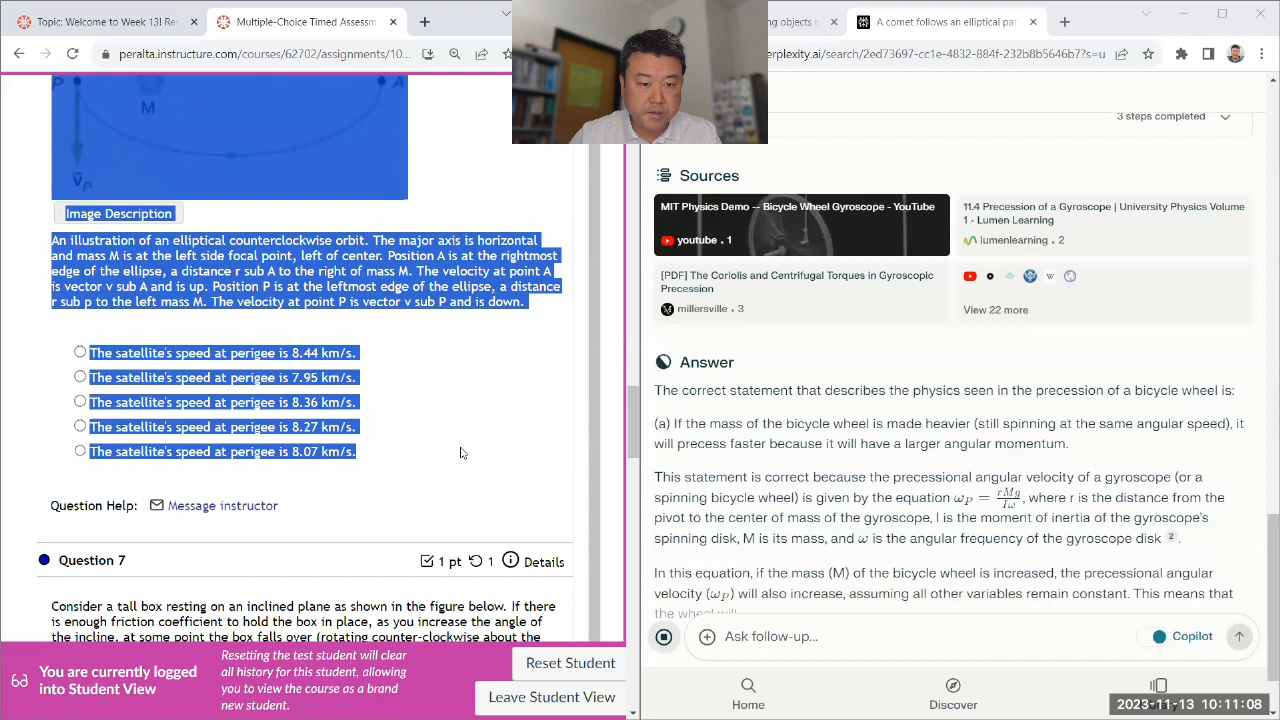 Topic: Welcome to Week 13! Re
Multiple-Choice Timed Assessm
ing objects h
A comet follows an elliptical pat
peralta.instructure.com/courses/62702/assignments/10...
erplexity.ai/search/2ed73697-cc1e-4832-884f-232b8b5646b7?s=u
P
A
M
v⃗P
Image Description
An illustration of an elliptical counterclockwise orbit. The major axis is horizontal
and mass M is at the left side focal point, left of center. Position A is at the rightmost
edge of the ellipse, a distance r sub A to the right of mass M. The velocity at point A
is vector v sub A and is up. Position P is at the leftmost edge of the ellipse, a distance
r sub p to the left mass M. The velocity at point P is vector v sub P and is down.
The satellite's speed at perigee is 8.44 km/s.
The satellite's speed at perigee is 7.95 km/s.
The satellite's speed at perigee is 8.36 km/s.
The satellite's speed at perigee is 8.27 km/s.
The satellite's speed at perigee is 8.07 km/s.
Question Help: Message instructor
Question 7
1 pt 1 Details
Consider a tall box resting on an inclined plane as shown in the figure below. If there
is enough friction coefficient to hold the box in place, as you increase the angle of
the incline, at some point the box falls over (rotating counter-clockwise about the
You are currently logged
into Student View
Resetting the test student will clear
all history for this student, allowing
you to view the course as a brand
new student.
Reset Student
Leave Student View
3 steps completed
Sources
MIT Physics Demo -- Bicycle Wheel Gyroscope - YouTube
youtube · 1
11.4 Precession of a Gyroscope | University Physics Volume
1 - Lumen Learning
lumenlearning · 2
[PDF] The Coriolis and Centrifugal Torques in Gyroscopic
Precession
millersville · 3
View 22 more
Answer
The correct statement that describes the physics seen in the precession of a bicycle wheel is:
(a) If the mass of the bicycle wheel is made heavier (still spinning at the same angular speed), it
will precess faster because it will have a larger angular momentum.
This statement is correct because the precessional angular velocity of a gyroscope (or a
spinning bicycle wheel) is given by the equation ωP = rMg/Iω, where r is the distance from the
pivot to the center of mass of the gyroscope, I is the moment of inertia of the gyroscope's
spinning disk, M is its mass, and ω is the angular frequency of the gyroscope disk 2 .
In this equation, if the mass (M) of the bicycle wheel is increased, the precessional angular
velocity (ωP) will also increase, assuming all other variables remain constant. This means that
the wheel will
Ask follow-up...
Copilot
Home
Discover
2023-11-13 10:11:08